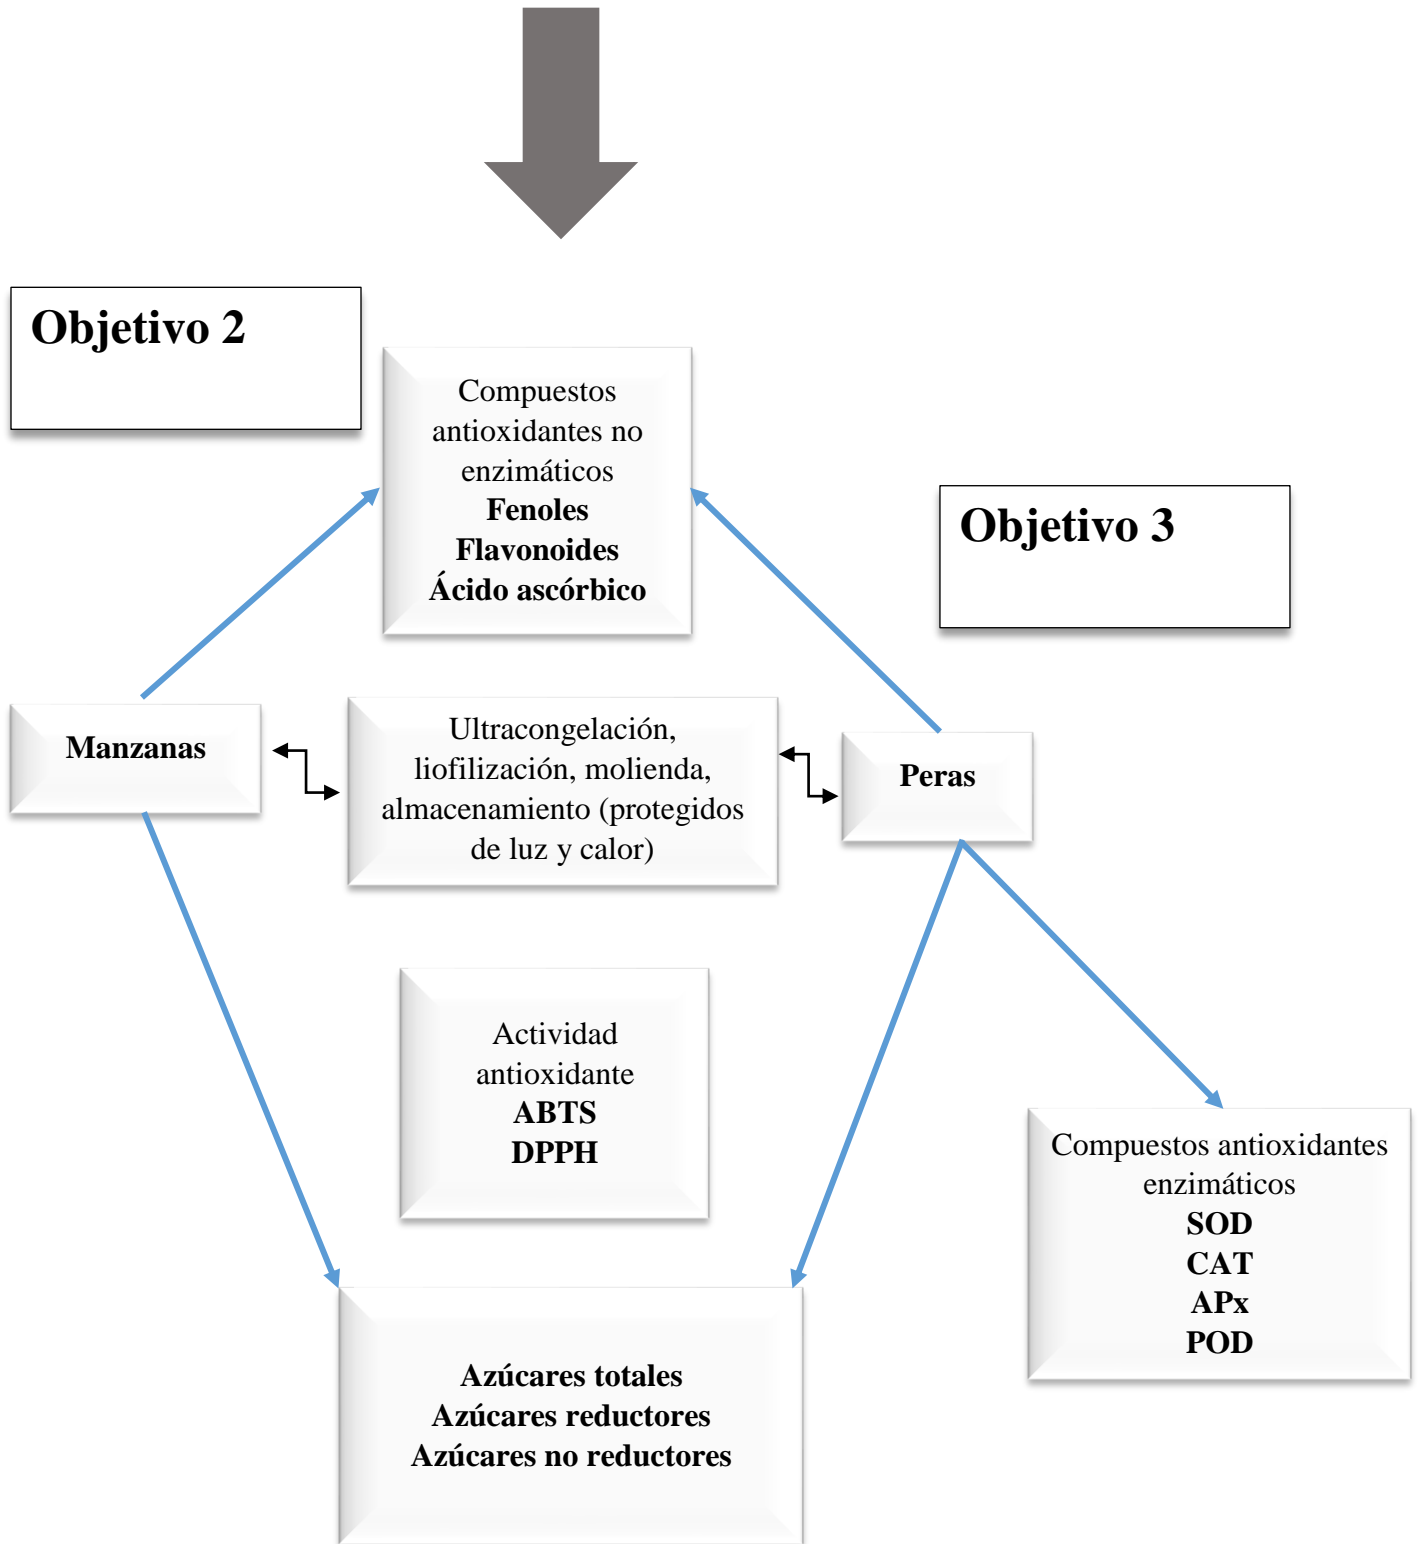 Objetivo 2
Compuestos
antioxidantes no
enzimáticos
Fenoles
Flavonoides
Ácido ascórbico
Objetivo 3
Manzanas
Ultracongelación,
liofilización, molienda,
almacenamiento (protegidos
de luz y calor)
Peras
Actividad
antioxidante
ABTS
DPPH
Compuestos antioxidantes
enzimáticos
SOD
CAT
APx
POD
Azúcares totales
Azúcares reductores
Azúcares no reductores